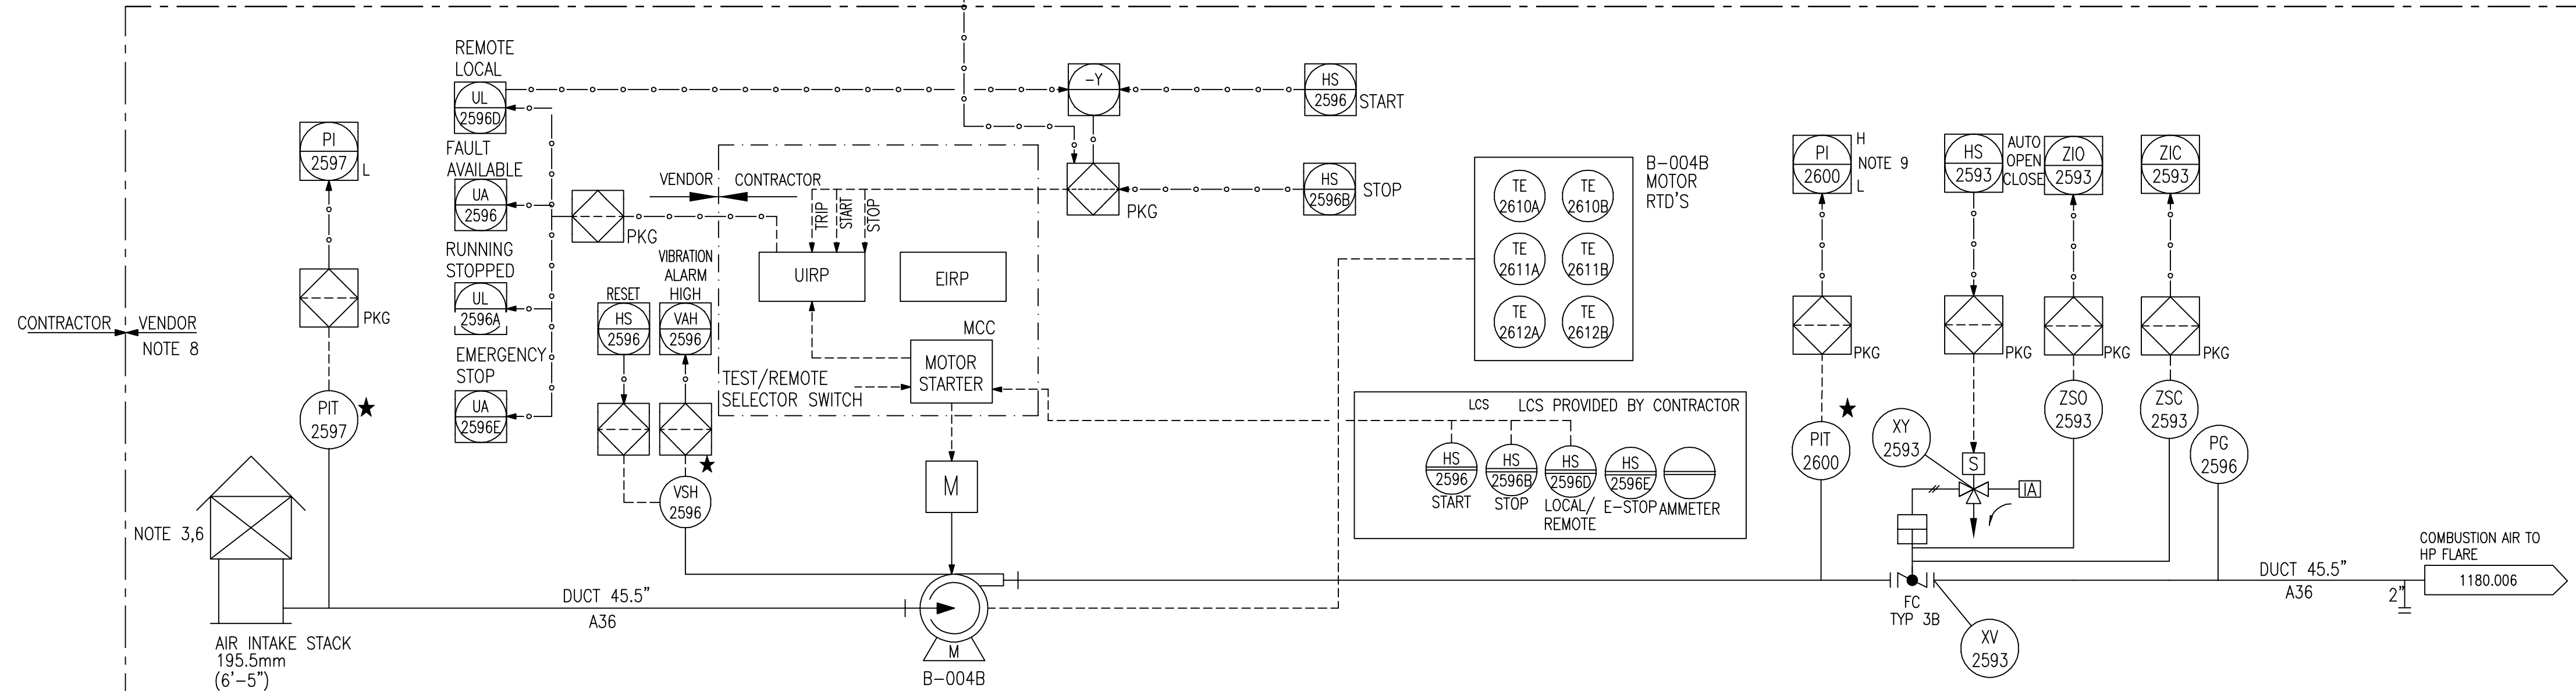 REMOTE
LOCAL
UL
2596D
-Y
HS
2596
START
PI
2597
L
FAULT
AVAILABLE
UA
2596
VENDOR
CONTRACTOR
PKG
TRIP
START
STOP
PKG
HS
2596B
STOP
B-004B
MOTOR
RTD'S
TE
2610A
TE
2610B
TE
2611A
TE
2611B
TE
2612A
TE
2612B
PI
2600
H
NOTE 9
L
HS
2593
AUTO
OPEN
CLOSE
ZIO
2593
ZIC
2593
RUNNING
STOPPED
UL
2596A
VIBRATION
ALARM
HIGH
RESET
HS
2596
VAH
2596
UIRP
EIRP
MCC
MOTOR
STARTER
TEST/REMOTE
SELECTOR SWITCH
CONTRACTOR
VENDOR
NOTE 8
PKG
EMERGENCY
STOP
UA
2596E
PIT
2597
VSH
2596
M
LCS
LCS PROVIDED BY CONTRACTOR
HS
2596
START
HS
2596B
STOP
HS
2596D
LOCAL/
REMOTE
HS
2596E
E-STOP
AMMETER
PKG
PKG
PKG
PKG
PIT
2600
XY
2593
S
IA
ZSO
2593
ZSC
2593
PG
2596
NOTE 3,6
AIR INTAKE STACK
195.5mm
(6'-5")
DUCT 45.5"
A36
M
B-004B
FC
TYP 3B
XV
2593
DUCT 45.5"
A36
2"
COMBUSTION AIR TO
HP FLARE
1180.006